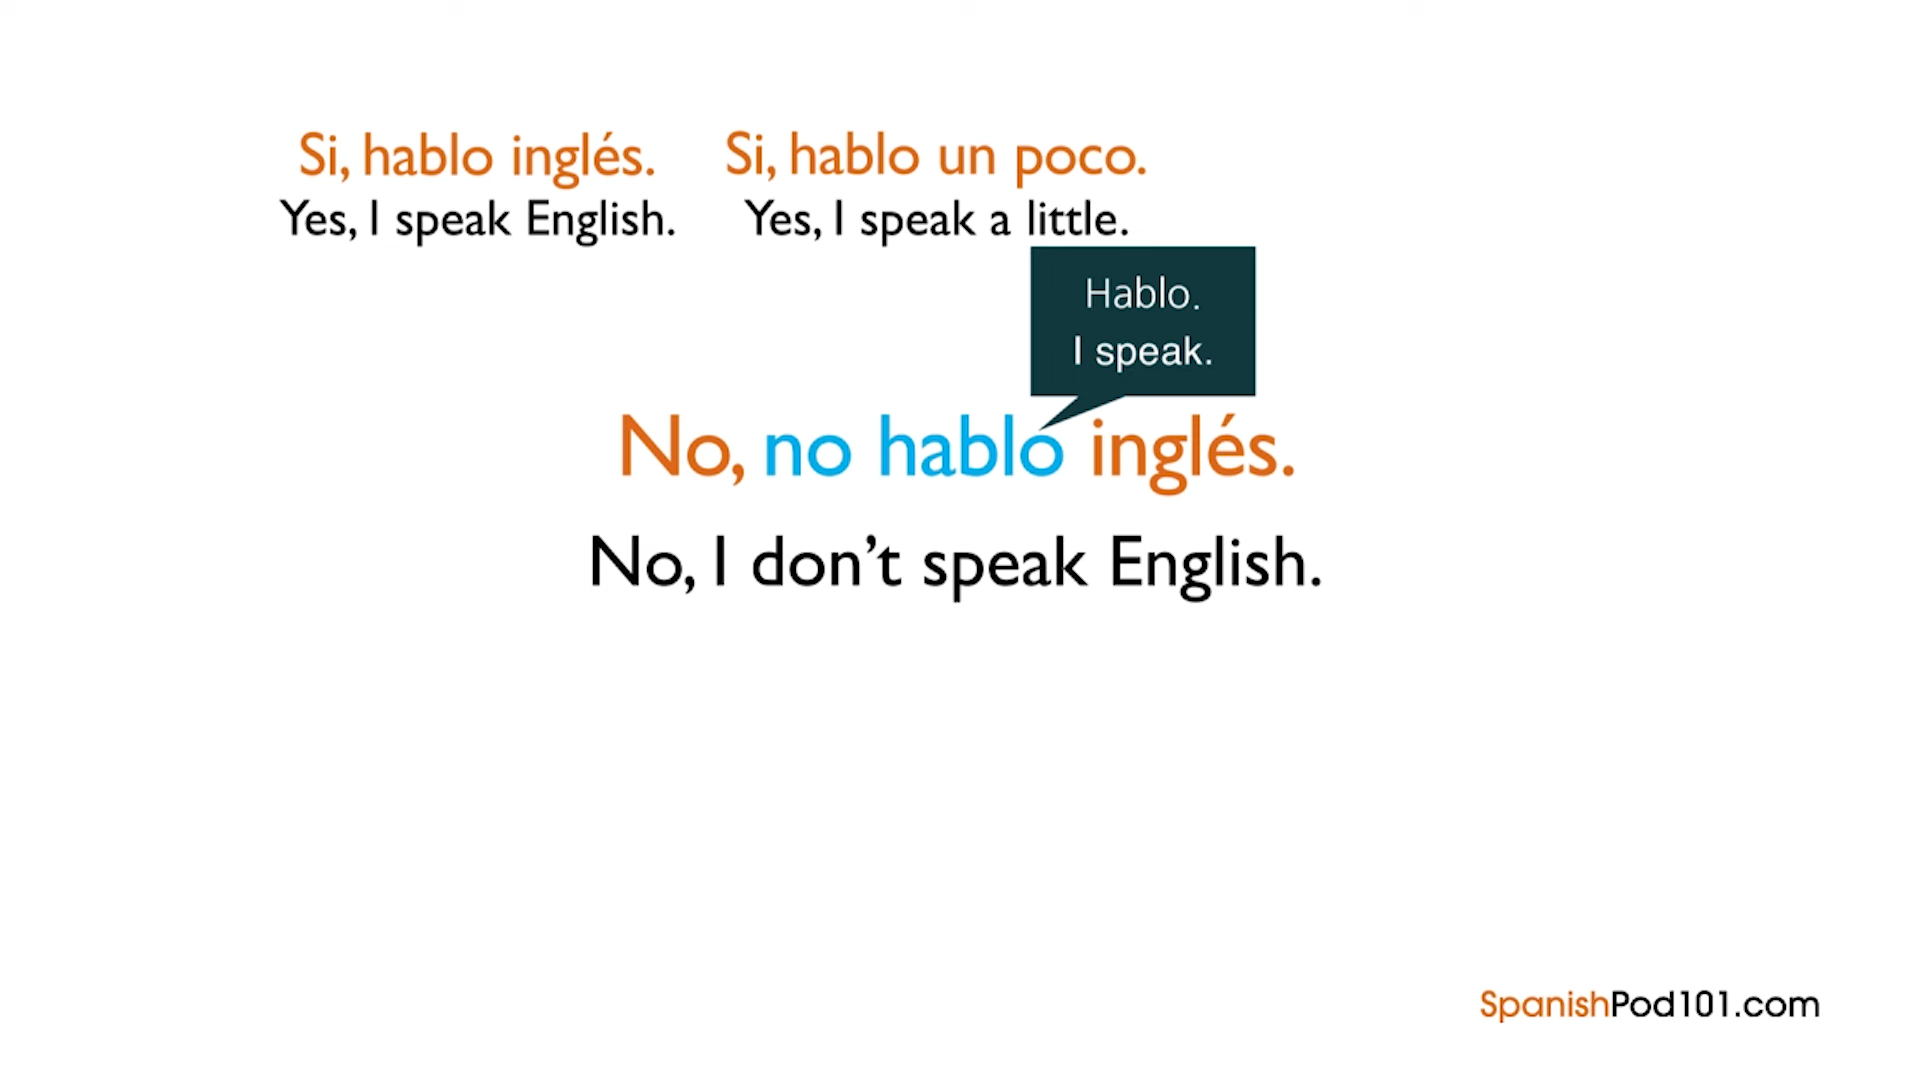 Si, hablo inglés.
Yes, I speak English.
Si, hablo un poco.
Yes, I speak a little.
Hablo.
I speak.
No, no hablo inglés.
No, I don’t speak English.
SpanishPod101.com